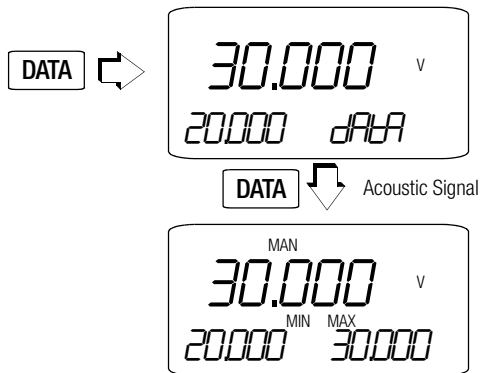 DATA
30.000 V
20.000 dAtA
DATA Acoustic Signal
MAN
30.000 V
MIN MAX
20.000 30.000